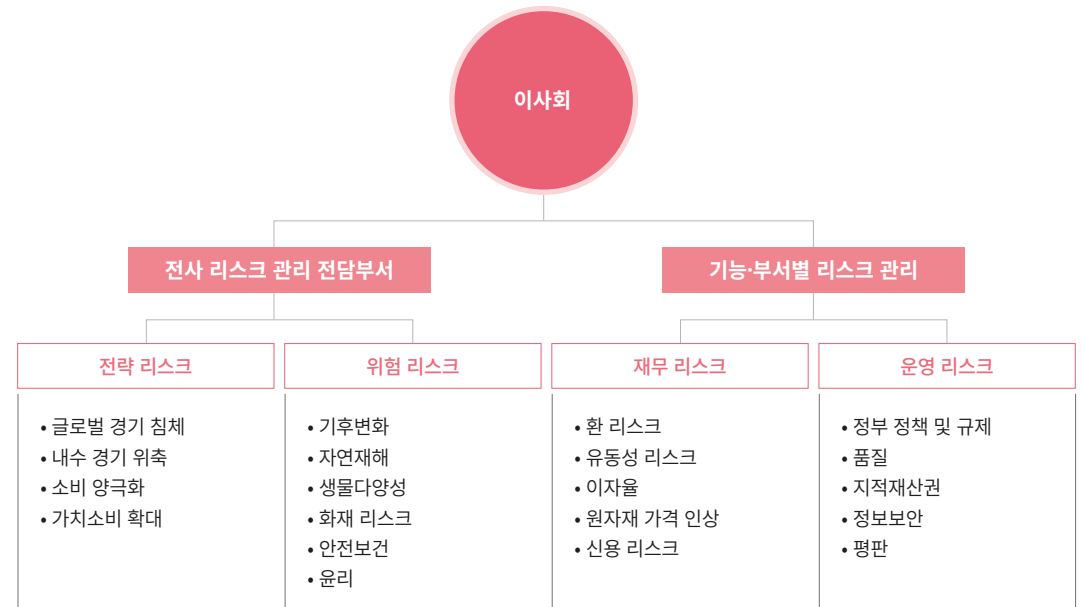 이사회
전사 리스크 관리 전담부서
기능·부서별 리스크 관리
전략 리스크
위험 리스크
재무 리스크
운영 리스크
• 글로벌 경기 침체
• 내수 경기 위축
• 소비 양극화
• 가치소비 확대
• 기후변화
• 자연재해
• 생물다양성
• 화재 리스크
• 안전보건
• 윤리
• 환 리스크
• 유동성 리스크
• 이자율
• 원자재 가격 인상
• 신용 리스크
• 정부 정책 및 규제
• 품질
• 지적재산권
• 정보보안
• 평판